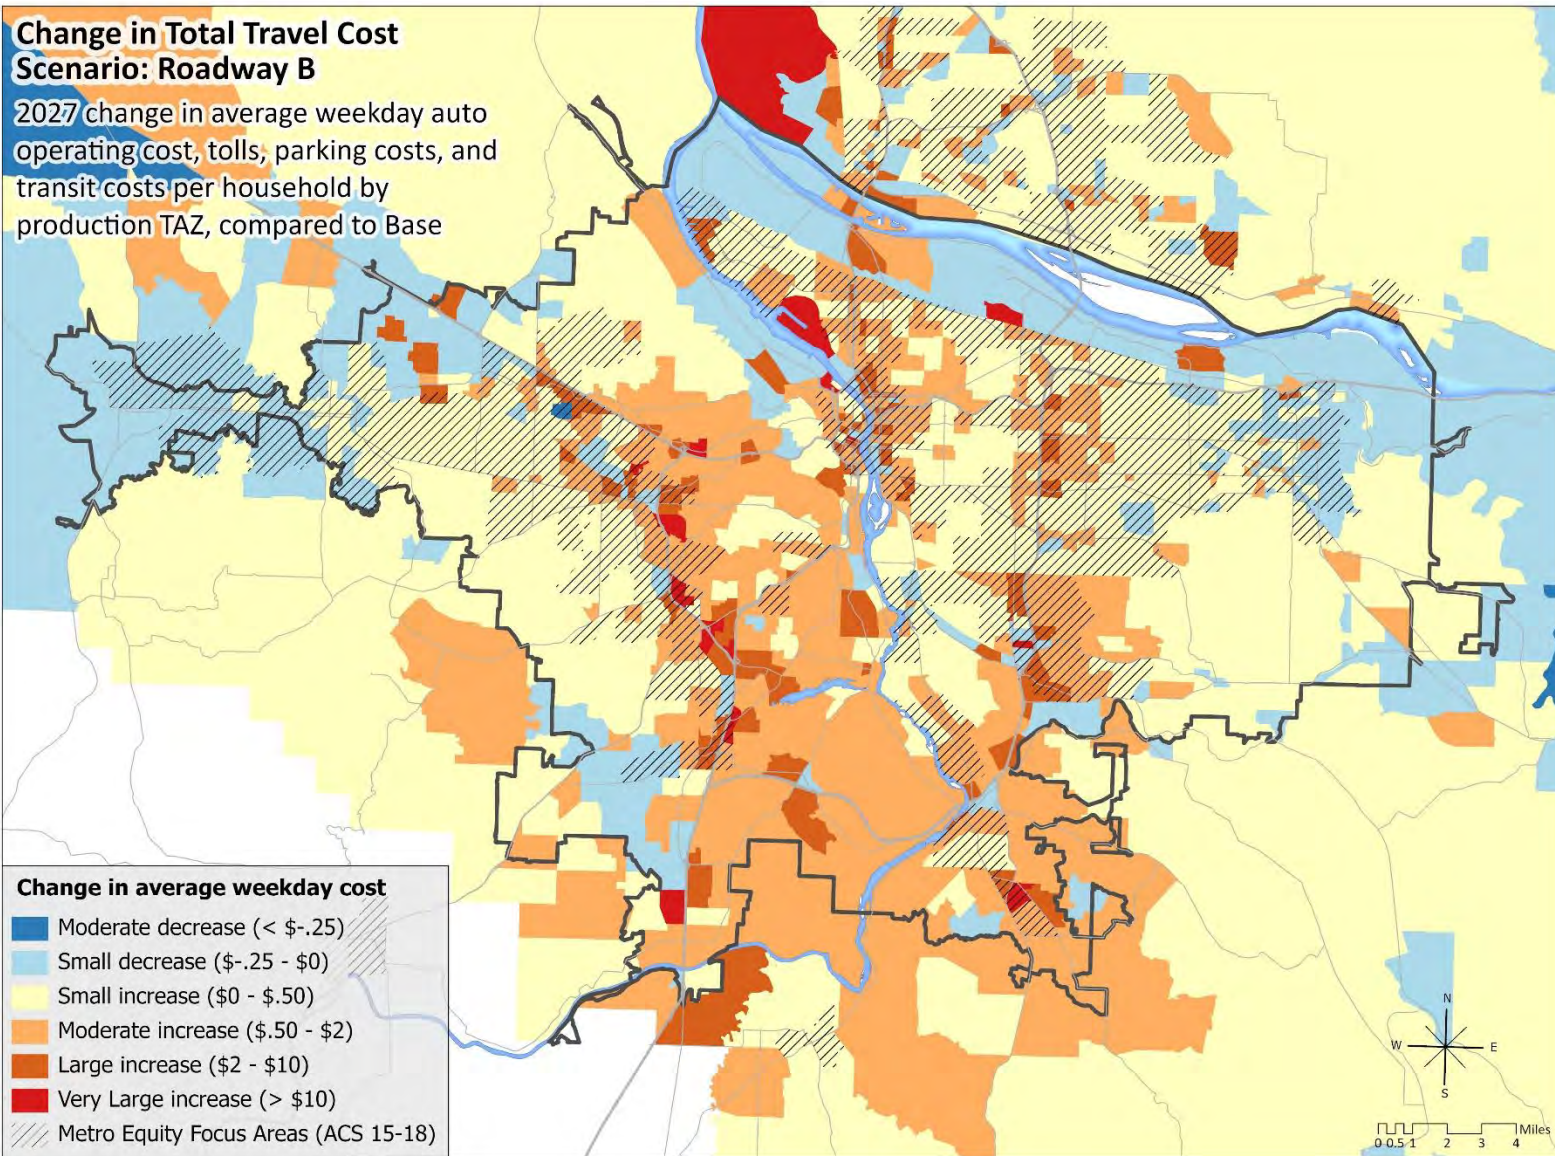 Change in Total Travel Cost
Scenario: Roadway B
2027 change in average weekday auto
operating cost, tolls, parking costs, and
transit costs per household by
production TAZ, compared to Base
Change in average weekday cost
Moderate decrease (< $-.25)
Small decrease ($-.25 - $0)
Small increase ($0 - $.50)
Moderate increase ($.50 - $2)
Large increase ($2 - $10)
Very Large increase (> $10)
Metro Equity Focus Areas (ACS 15-18)
N
W E
S
Miles
0 0.5 1 2 3 4